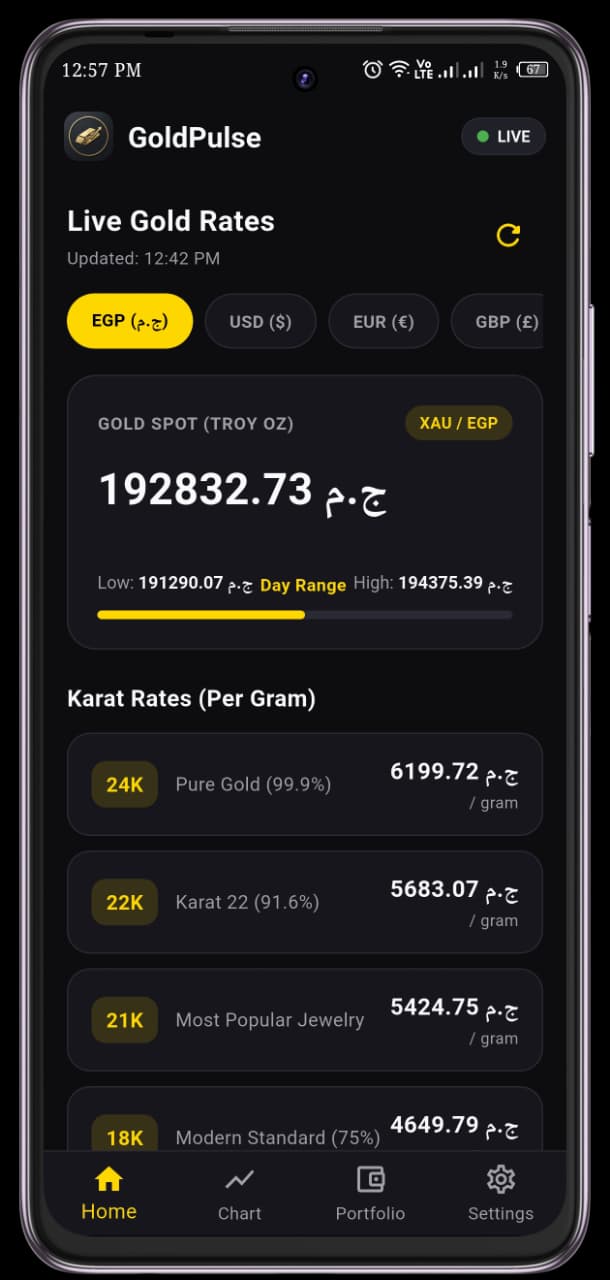 12:57 PM
Vo LTE 1.9 K/s 67
GoldPulse
LIVE
Live Gold Rates
Updated: 12:42 PM
EGP (ج.م) USD ($) EUR (€) GBP (£)
GOLD SPOT (TROY OZ) XAU / EGP
192832.73 ج.م
Low: 191290.07 ج.م Day Range High: 194375.39 ج.م
Karat Rates (Per Gram)
24K Pure Gold (99.9%) 6199.72 ج.م
/ gram
22K Karat 22 (91.6%) 5683.07 ج.م
/ gram
21K Most Popular Jewelry 5424.75 ج.م
/ gram
18K Modern Standard (75%) 4649.79 ج.م
Home Chart Portfolio Settings